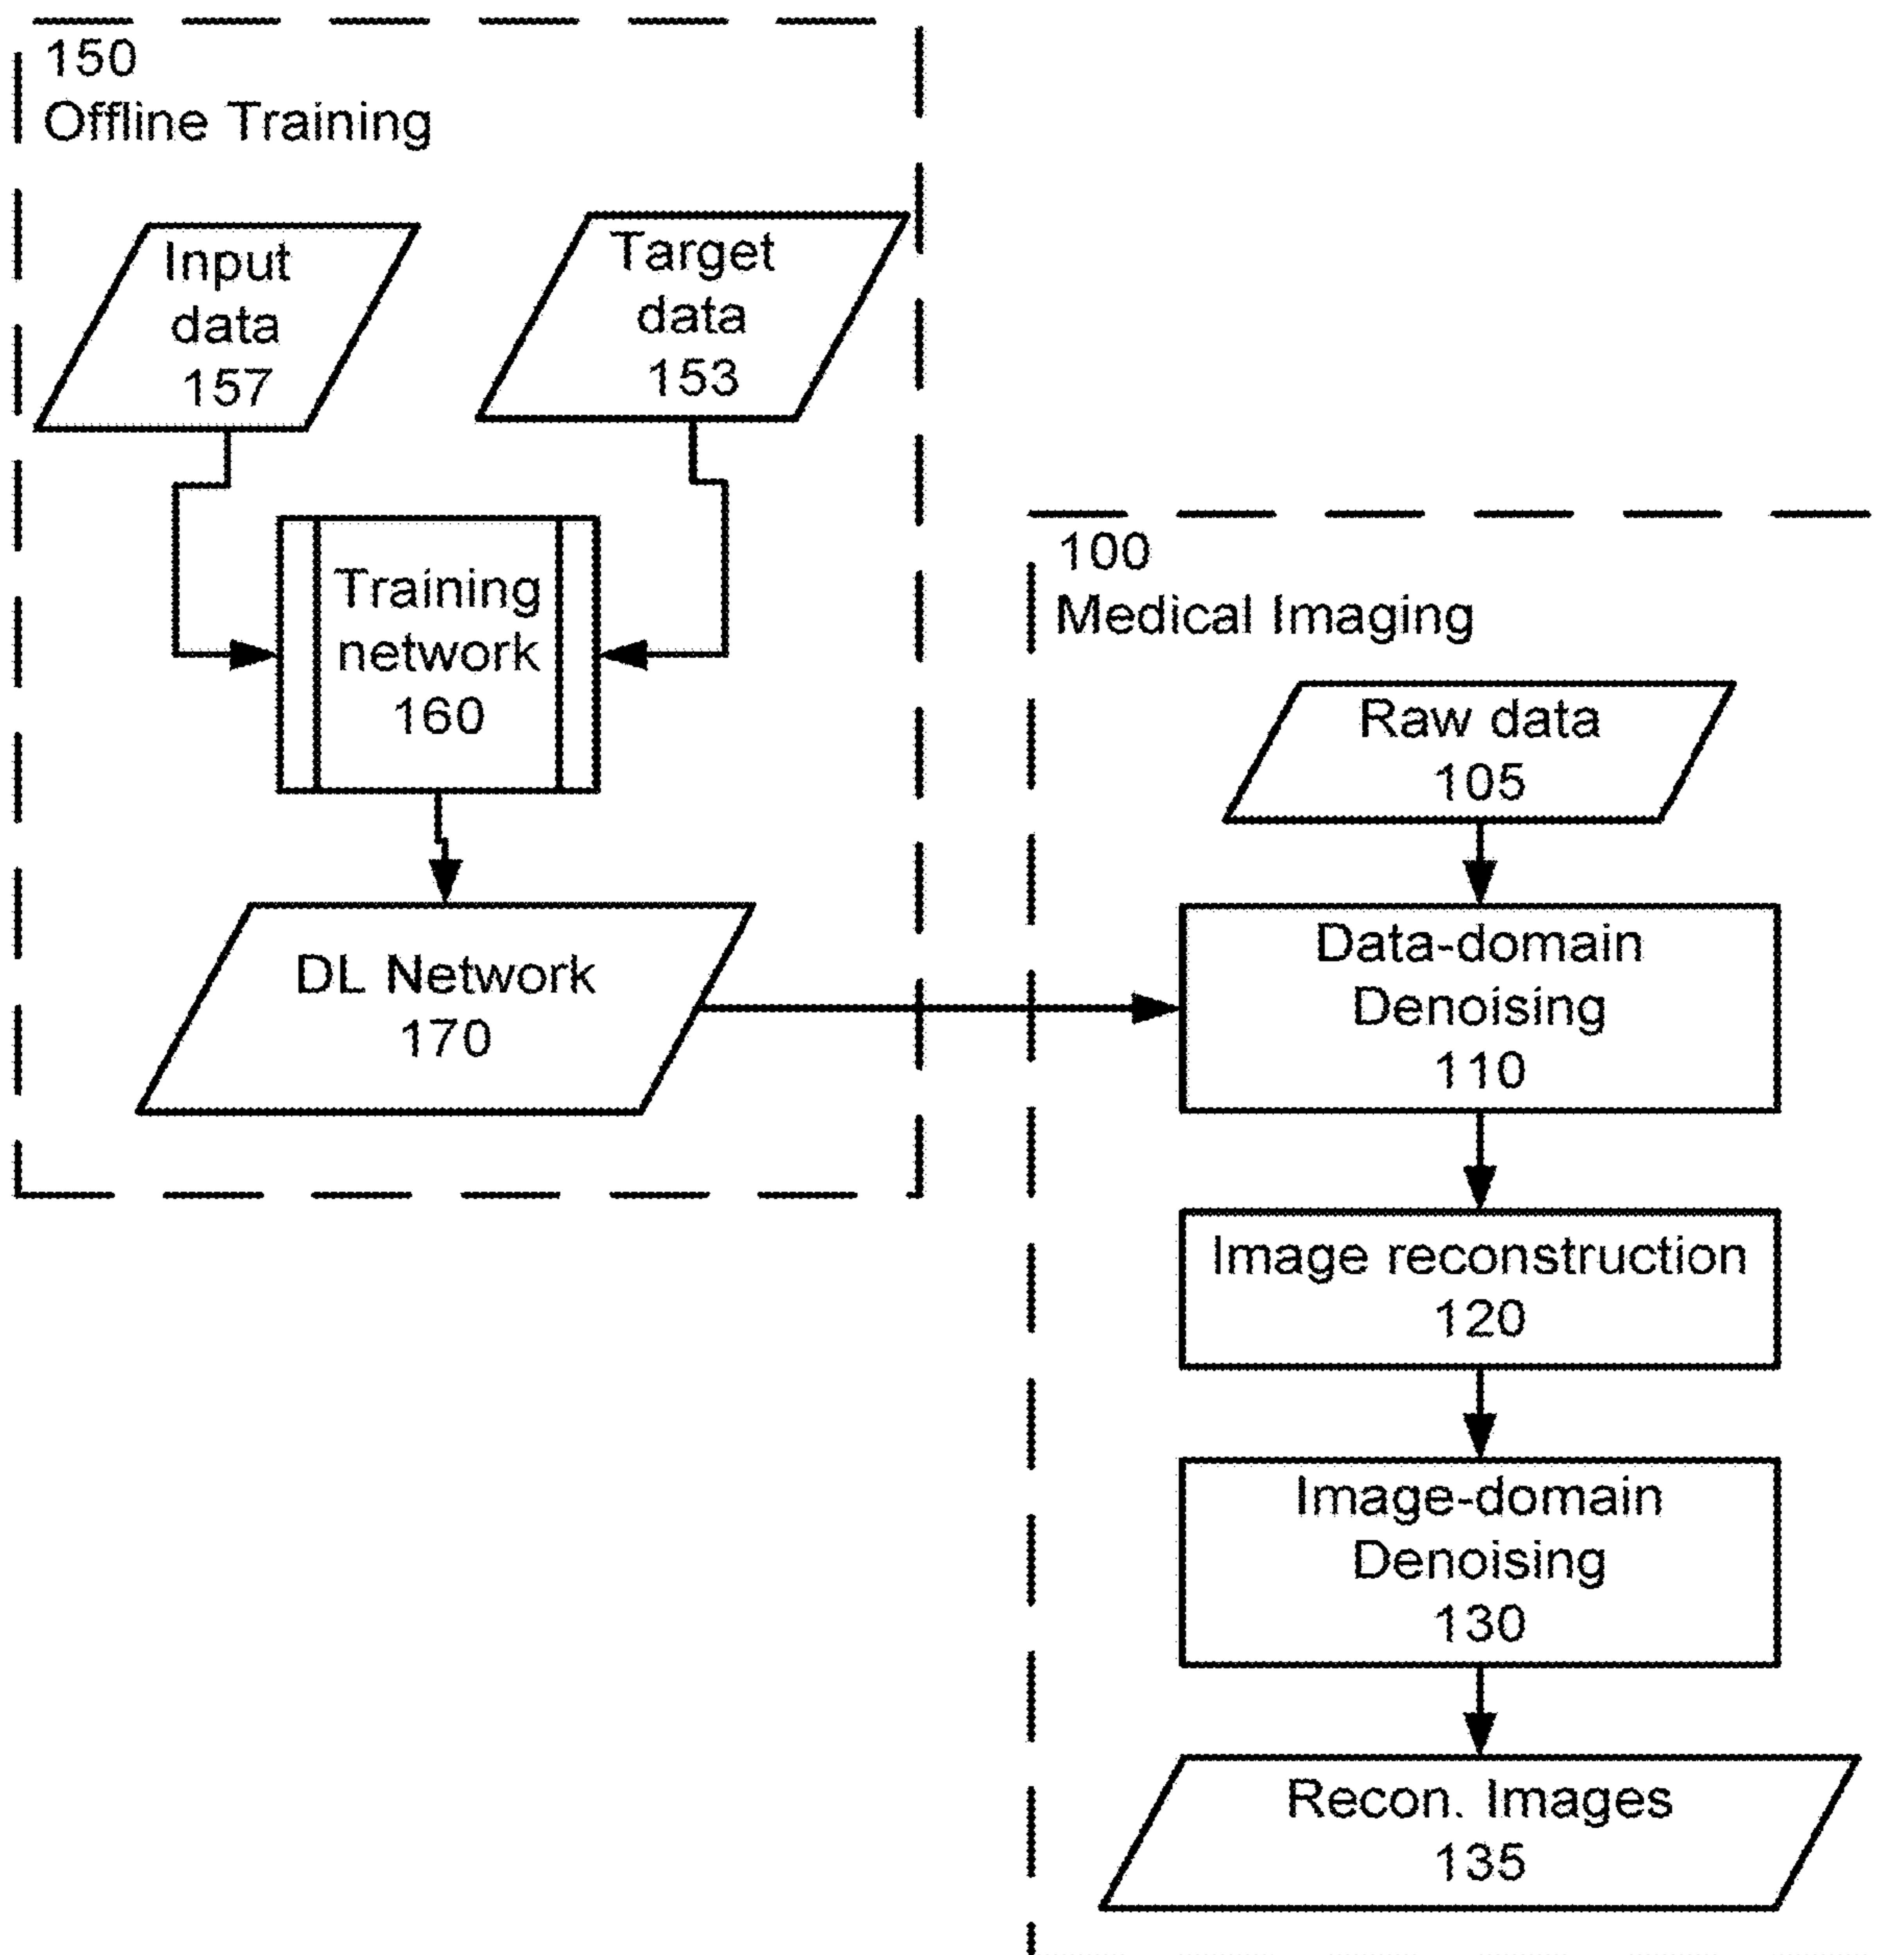 150
Offline Training
Input
data
157
Target
data
153
Training
network
160
DL Network
170
100
Medical Imaging
Raw data
105
Data-domain
Denoising
110
Image reconstruction
120
Image-domain
Denoising
130
Recon. Images
135